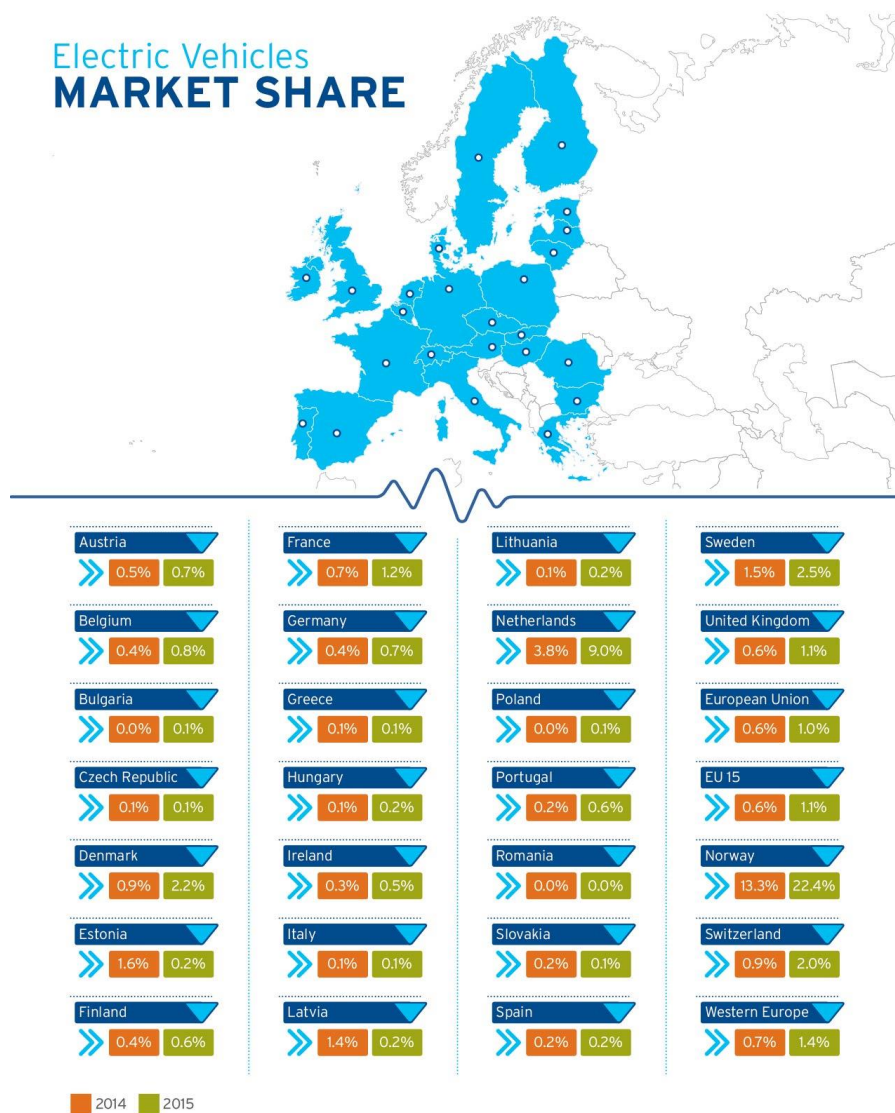 Electric Vehicles
MARKET SHARE
Austria
0.5% 0.7%
Belgium
0.4% 0.8%
Bulgaria
0.0% 0.1%
Czech Republic
0.1% 0.1%
Denmark
0.9% 2.2%
Estonia
1.6% 0.2%
Finland
0.4% 0.6%
France
0.7% 1.2%
Germany
0.4% 0.7%
Greece
0.1% 0.1%
Hungary
0.1% 0.2%
Ireland
0.3% 0.5%
Italy
0.1% 0.1%
Latvia
1.4% 0.2%
Lithuania
0.1% 0.2%
Netherlands
3.8% 9.0%
Poland
0.0% 0.1%
Portugal
0.2% 0.6%
Romania
0.0% 0.0%
Slovakia
0.2% 0.1%
Spain
0.2% 0.2%
Sweden
1.5% 2.5%
United Kingdom
0.6% 1.1%
European Union
0.6% 1.0%
EU 15
0.6% 1.1%
Norway
13.3% 22.4%
Switzerland
0.9% 2.0%
Western Europe
0.7% 1.4%
2014 2015